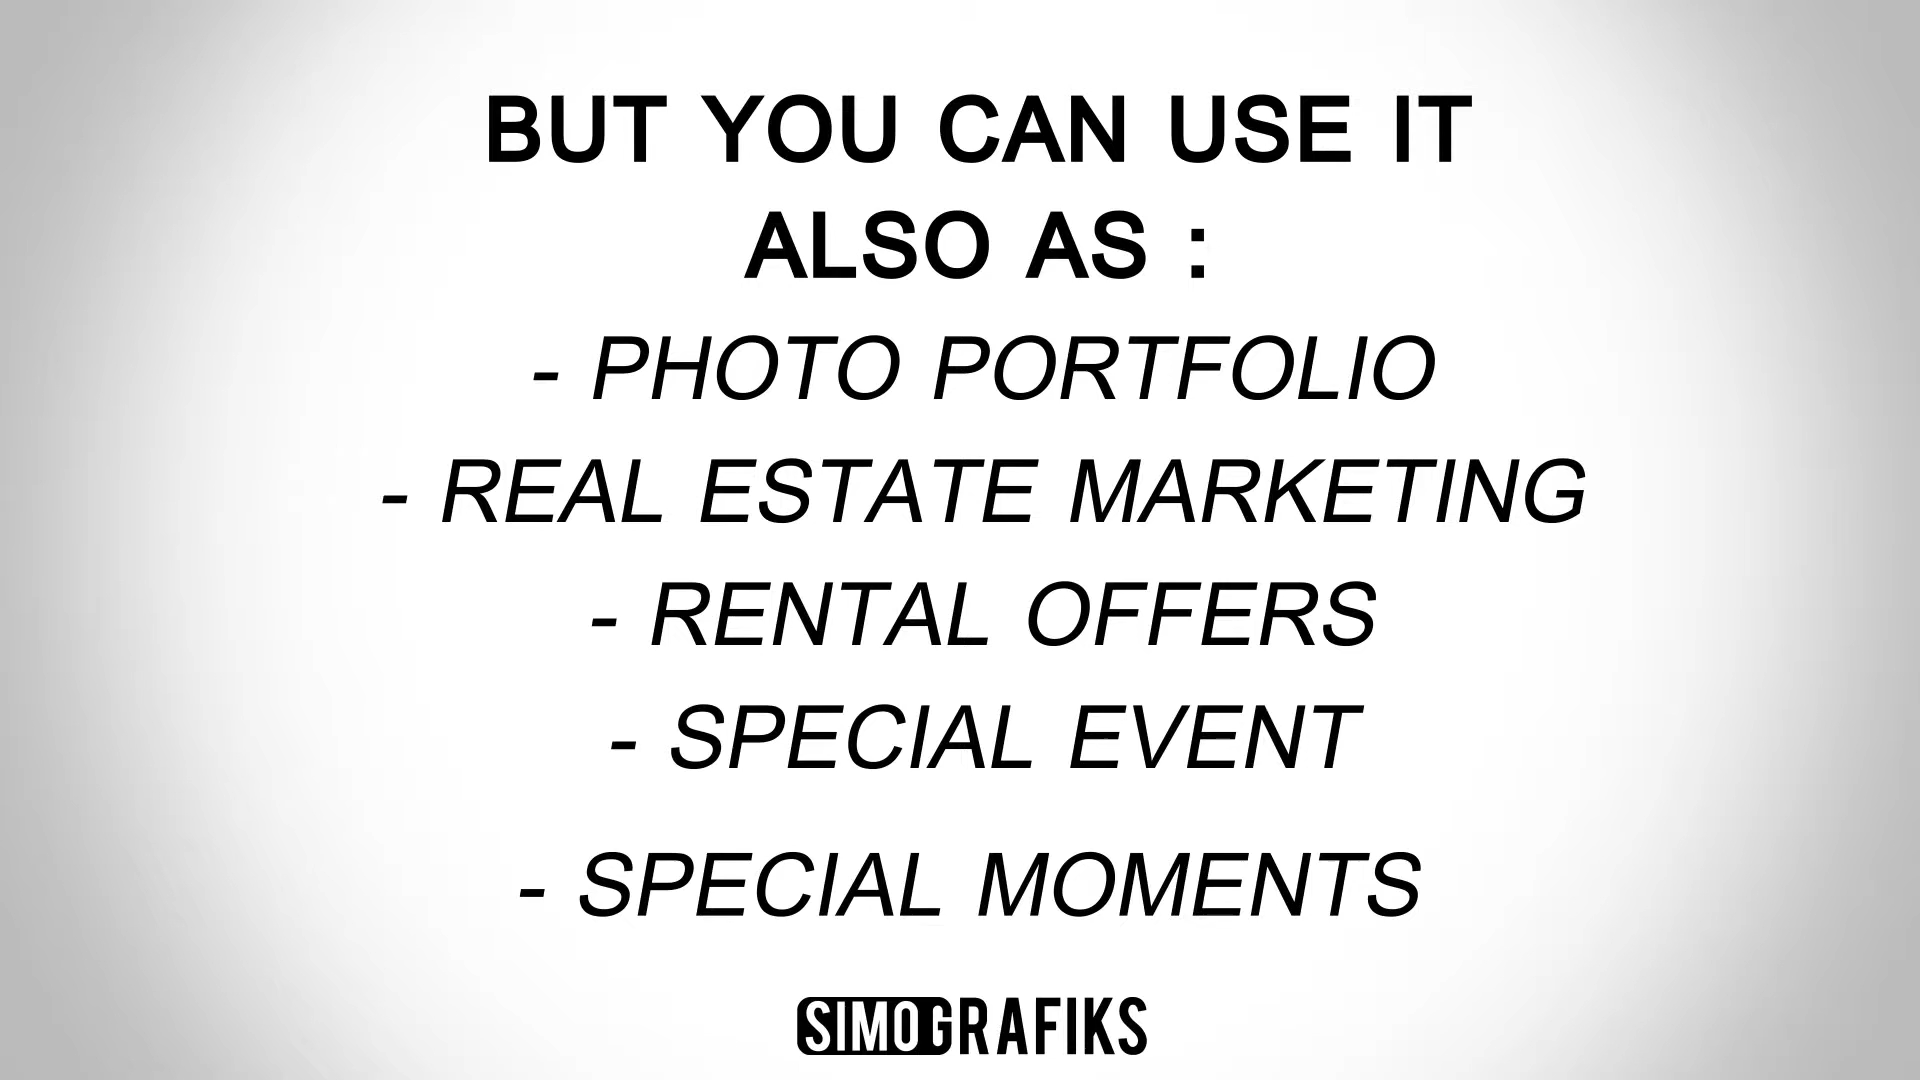 BUT YOU CAN USE IT
ALSO AS :
- PHOTO PORTFOLIO
- REAL ESTATE MARKETING
- RENTAL OFFERS
- SPECIAL EVENT
- SPECIAL MOMENTS
SIMOGRAFIKS